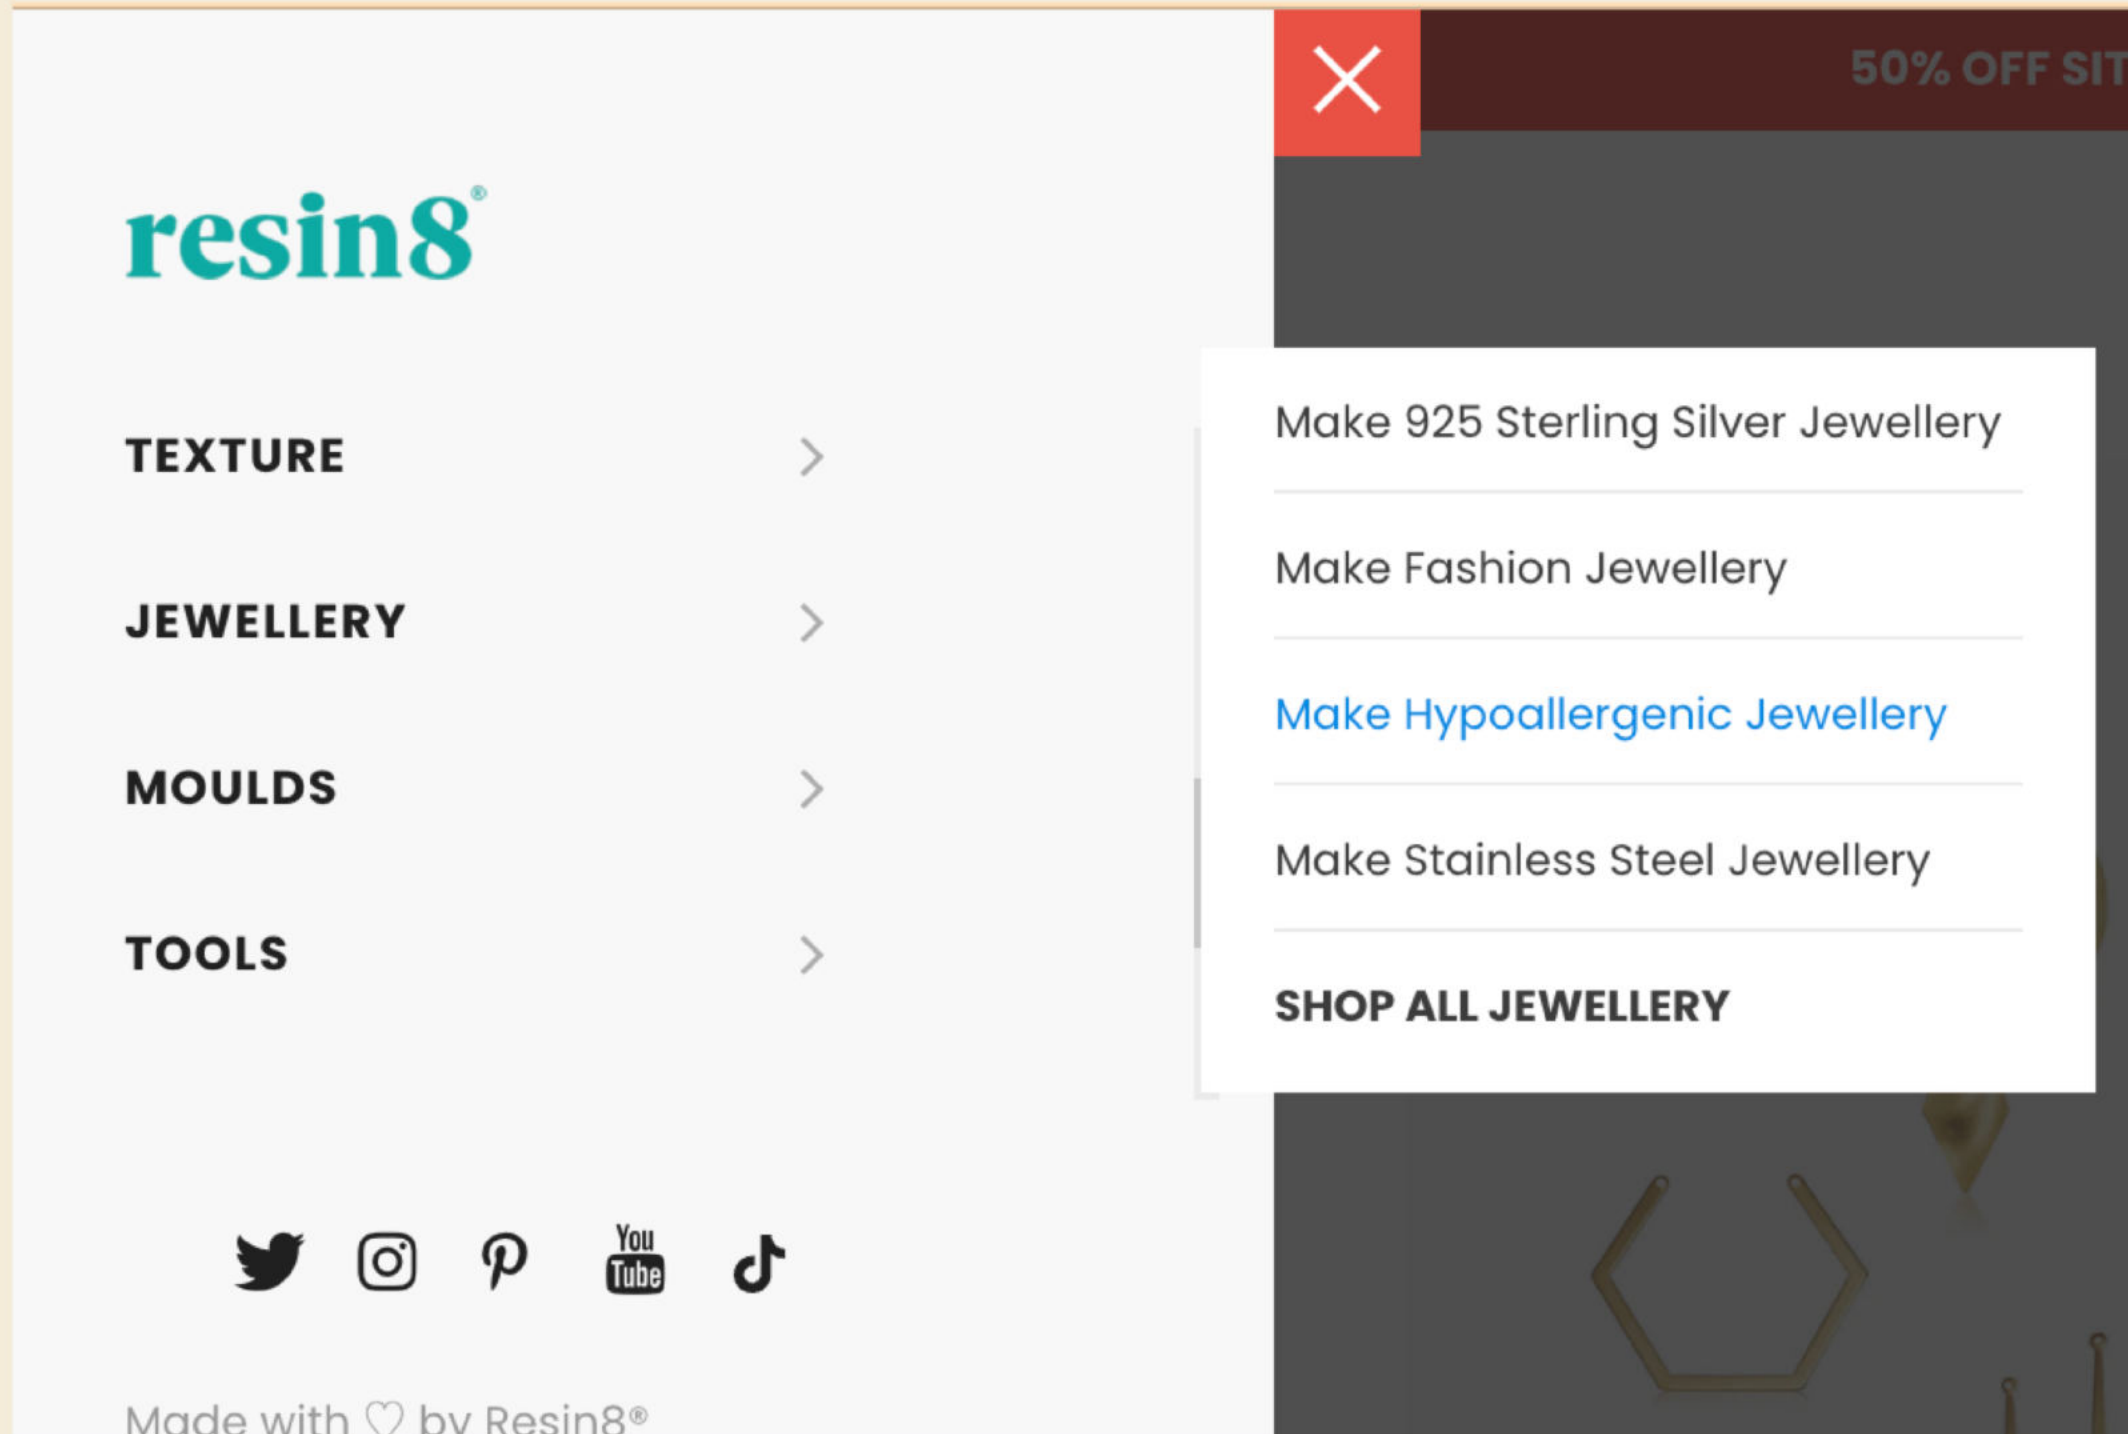 50% OFF SIT
resin8®
TEXTURE
JEWELLERY
MOULDS
TOOLS
Make 925 Sterling Silver Jewellery
Make Fashion Jewellery
Make Hypoallergenic Jewellery
Make Stainless Steel Jewellery
SHOP ALL JEWELLERY
You
Tube
Made with ♡ by Resin8®